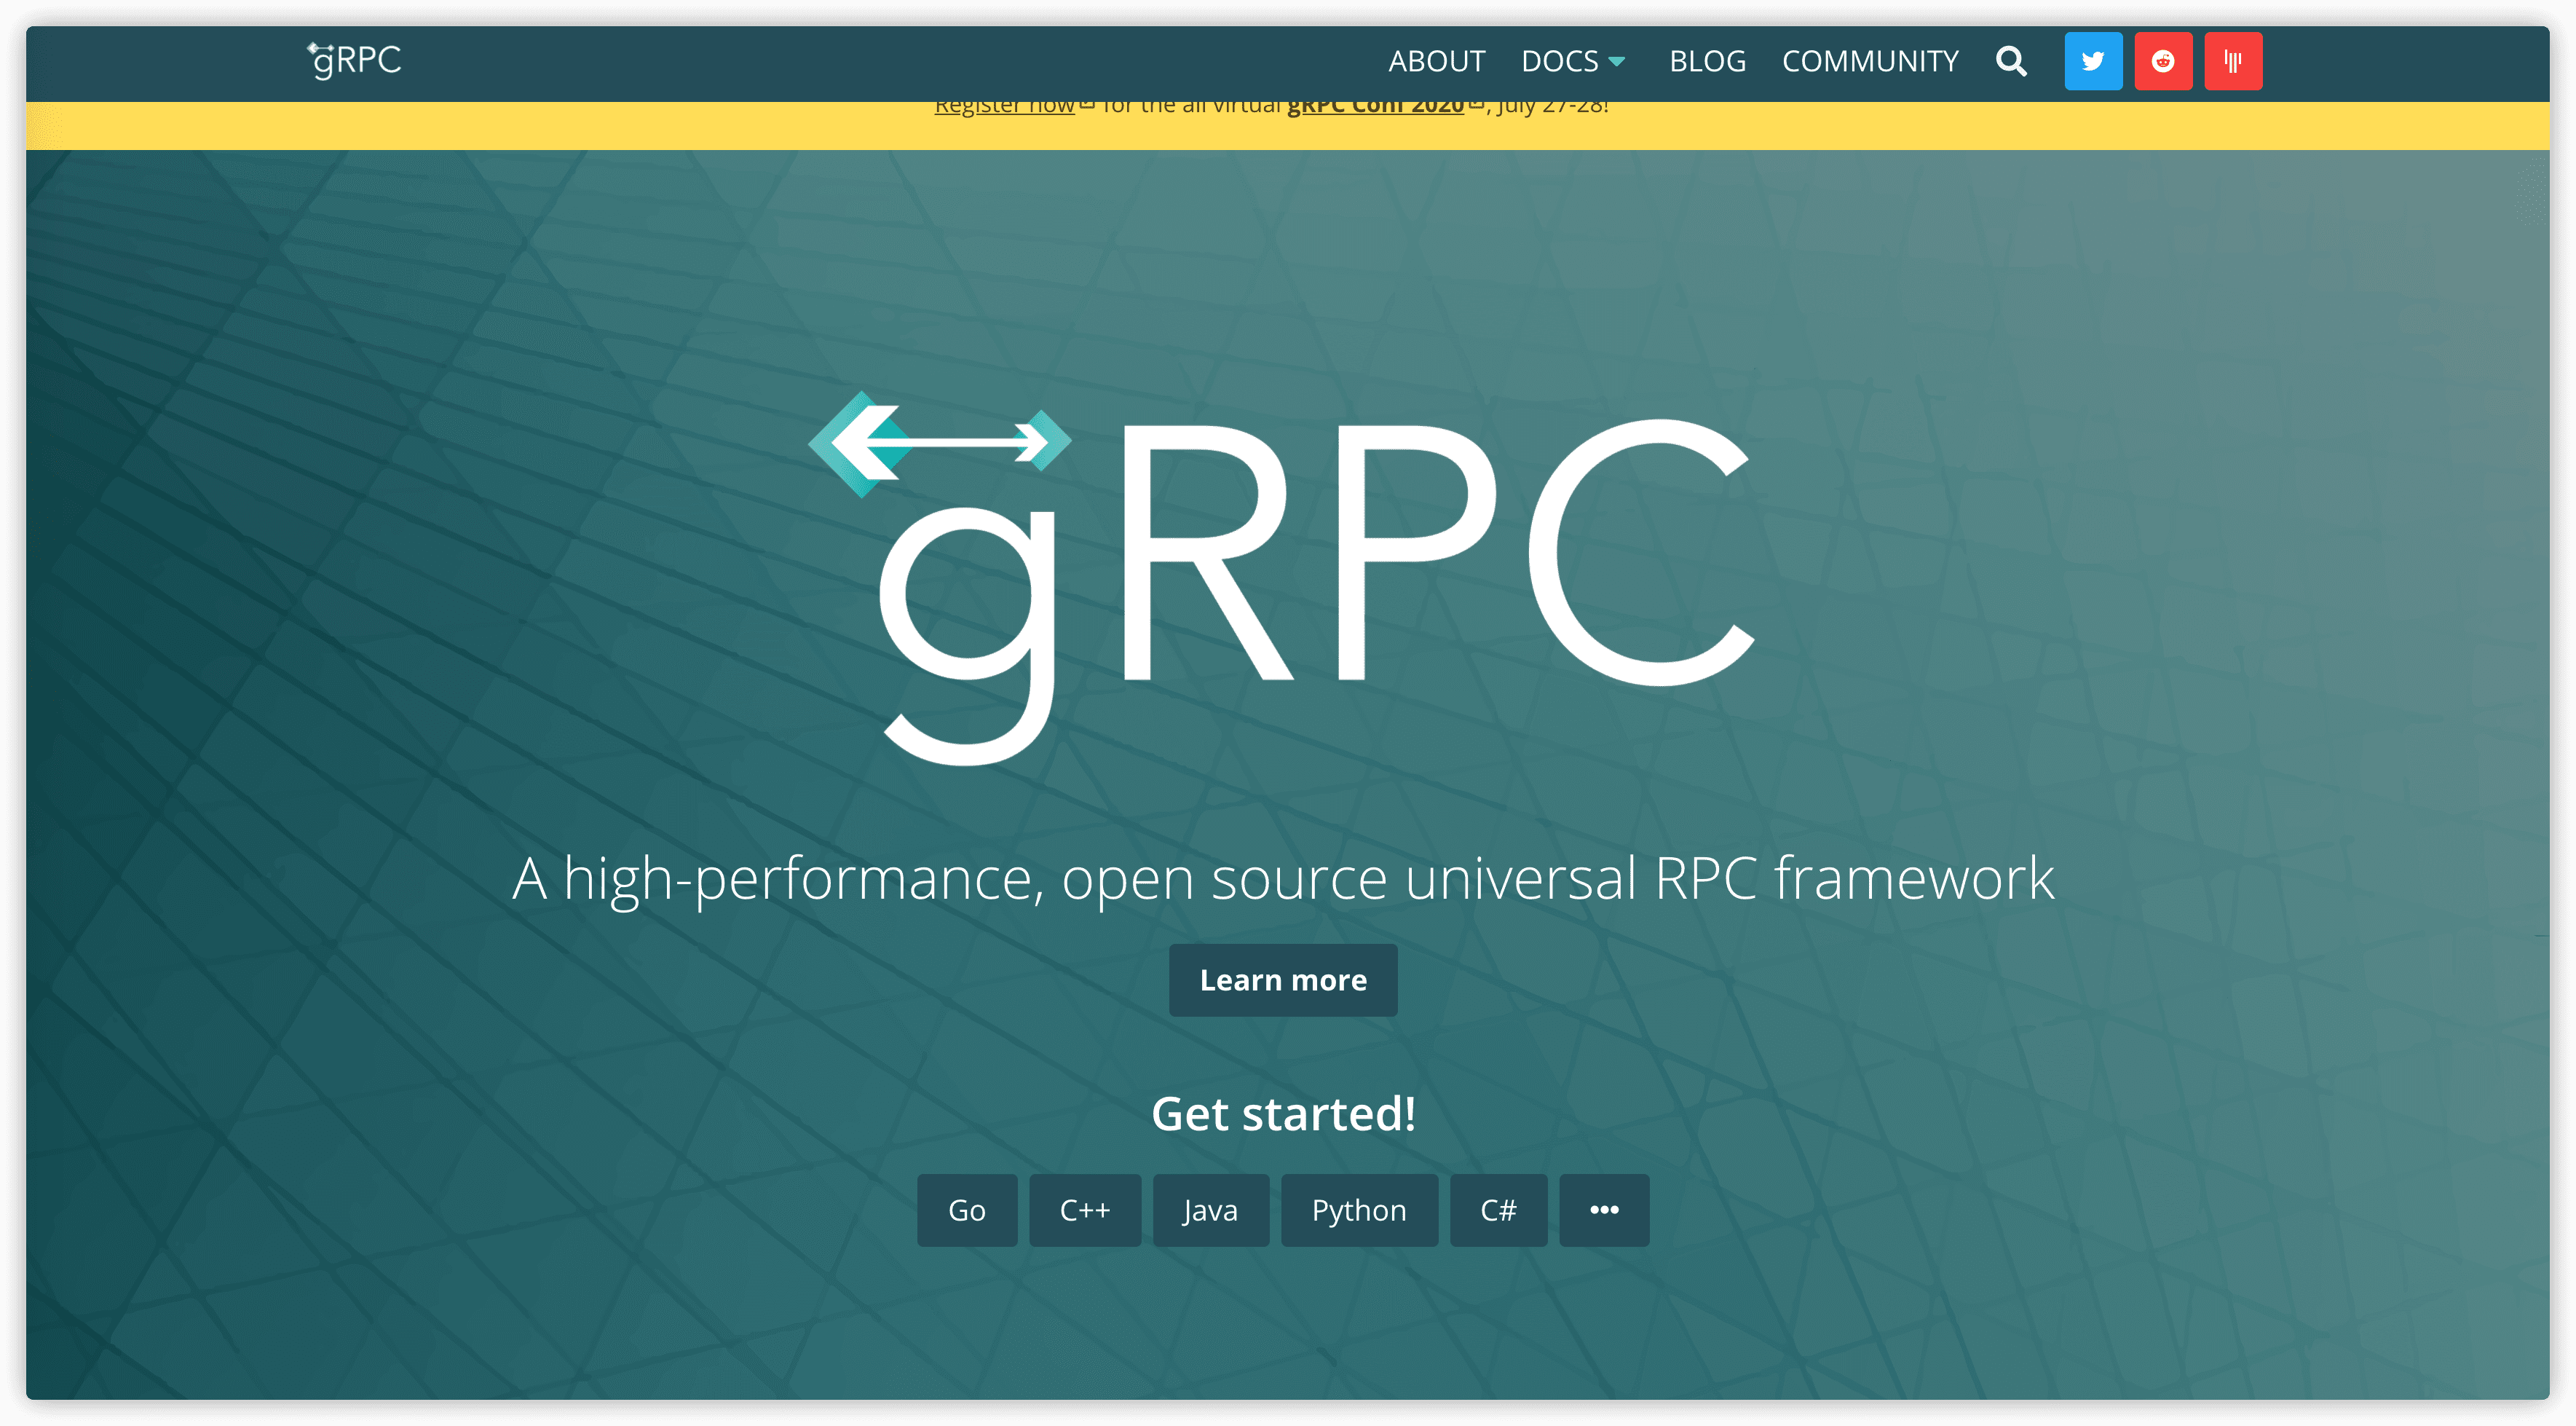 gRPC
ABOUT DOCS BLOG COMMUNITY
Register now for the all virtual gRPC Conf 2020, July 27-28!
gRPC
A high-performance, open source universal RPC framework
Learn more
Get started!
Go C++ Java Python C# •••